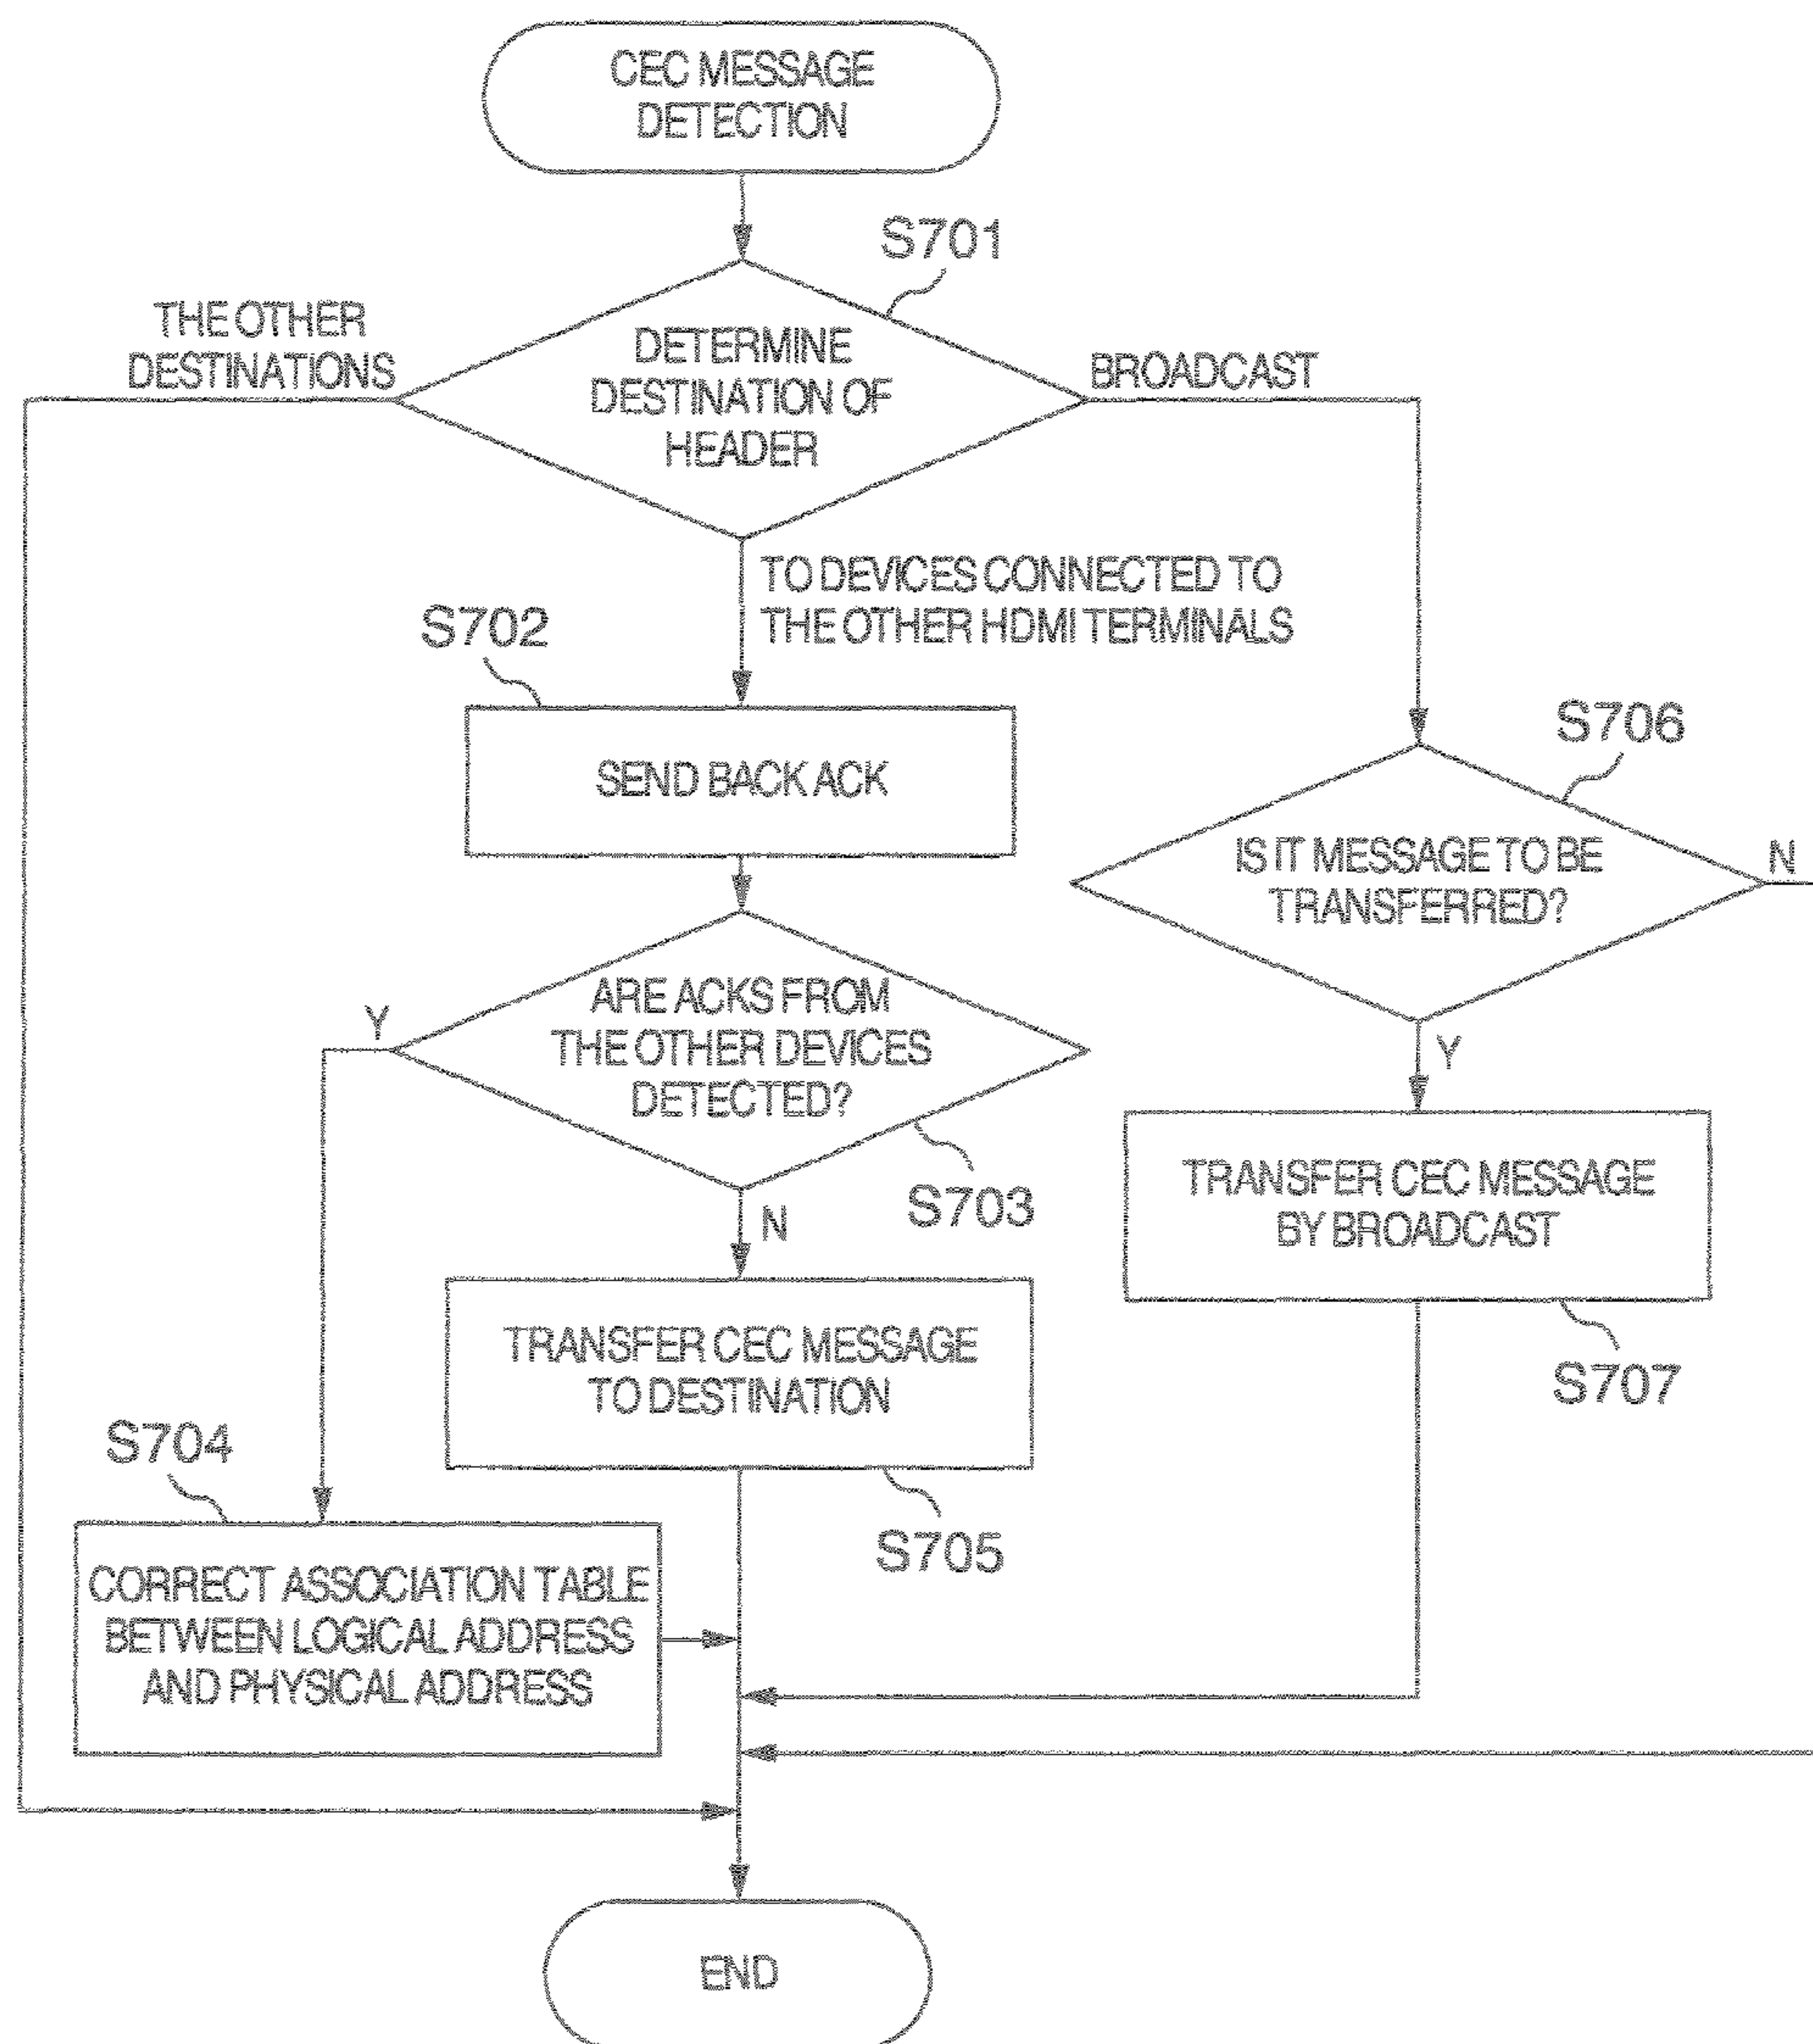 CEC MESSAGE
DETECTION
S701
THE OTHER
DESTINATIONS
DETERMINE
DESTINATION OF
HEADER
BROADCAST
TO DEVICES CONNECTED TO
THE OTHER HDMI TERMINALS
S702
SEND BACK ACK
S706
IS IT MESSAGE TO BE
TRANSFERRED?
N
Y
ARE ACKS FROM
THE OTHER DEVICES
DETECTED?
Y
S703
N
TRANSFER CEC MESSAGE
BY BROADCAST
S707
TRANSFER CEC MESSAGE
TO DESTINATION
S705
S704
CORRECT ASSOCIATION TABLE
BETWEEN LOGICAL ADDRESS
AND PHYSICAL ADDRESS
END